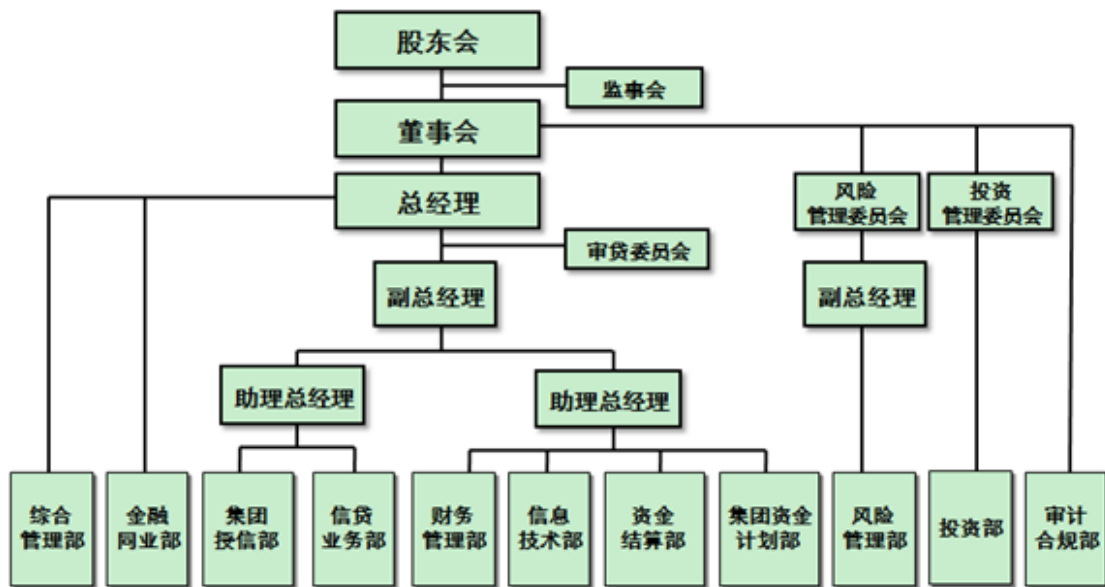 股东会
监事会
董事会
总经理
风险
管理委员会
投资
管理委员会
审贷委员会
副总经理
副总经理
助理总经理
助理总经理
综合
管理部
金融
同业部
集团
授信部
信贷
业务部
财务
管理部
信息
技术部
资金
结算部
集团资金
计划部
风险
管理部
投资部
审计
合规部